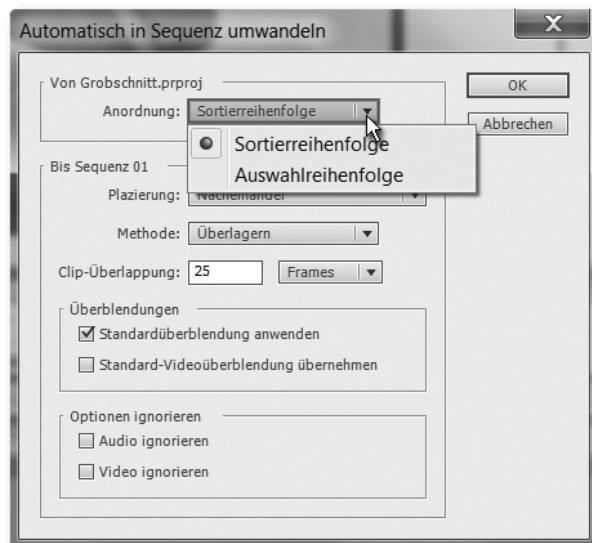 Automatisch in Sequenz umwandeln
Von Grobschnitt.prproj
Anordnung: Sortierreihenfolge
OK
Abbrechen
Sortierreihenfolge
Auswahlreihenfolge
Bis Sequenz 01
Plazierung: Nacheinander
Methode: Überlagern
Clip-Überlappung: 25 Frames
Überblendungen
Standardüberblendung anwenden
Standard-Videoüberblendung übernehmen
Optionen ignorieren
Audio ignorieren
Video ignorieren